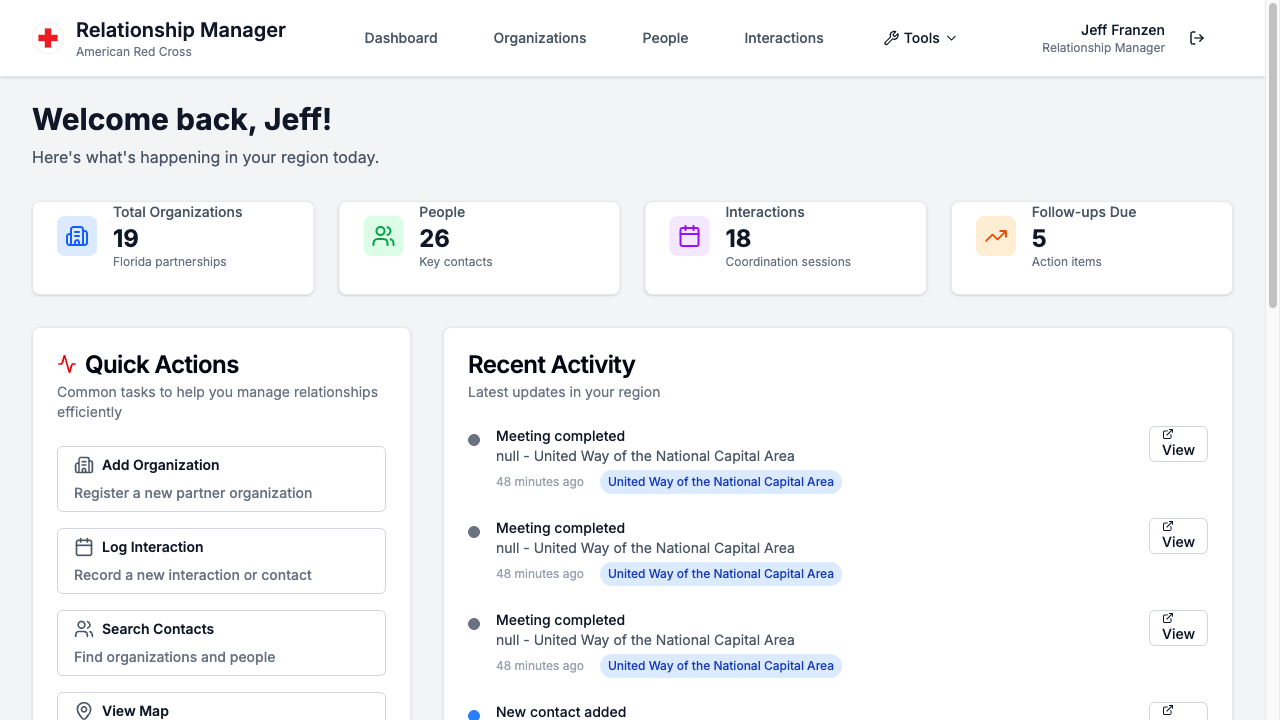 Relationship Manager
American Red Cross
Dashboard
Organizations
People
Interactions
Tools
Jeff Franzen
Relationship Manager
Welcome back, Jeff!
Here's what's happening in your region today.
Total Organizations
19
Florida partnerships
People
26
Key contacts
Interactions
18
Coordination sessions
Follow-ups Due
5
Action items
Quick Actions
Common tasks to help you manage relationships
efficiently
Add Organization
Register a new partner organization
Log Interaction
Record a new interaction or contact
Search Contacts
Find organizations and people
View Map
Recent Activity
Latest updates in your region
Meeting completed
null - United Way of the National Capital Area
48 minutes ago United Way of the National Capital Area
View
Meeting completed
null - United Way of the National Capital Area
48 minutes ago United Way of the National Capital Area
View
Meeting completed
null - United Way of the National Capital Area
48 minutes ago United Way of the National Capital Area
View
New contact added